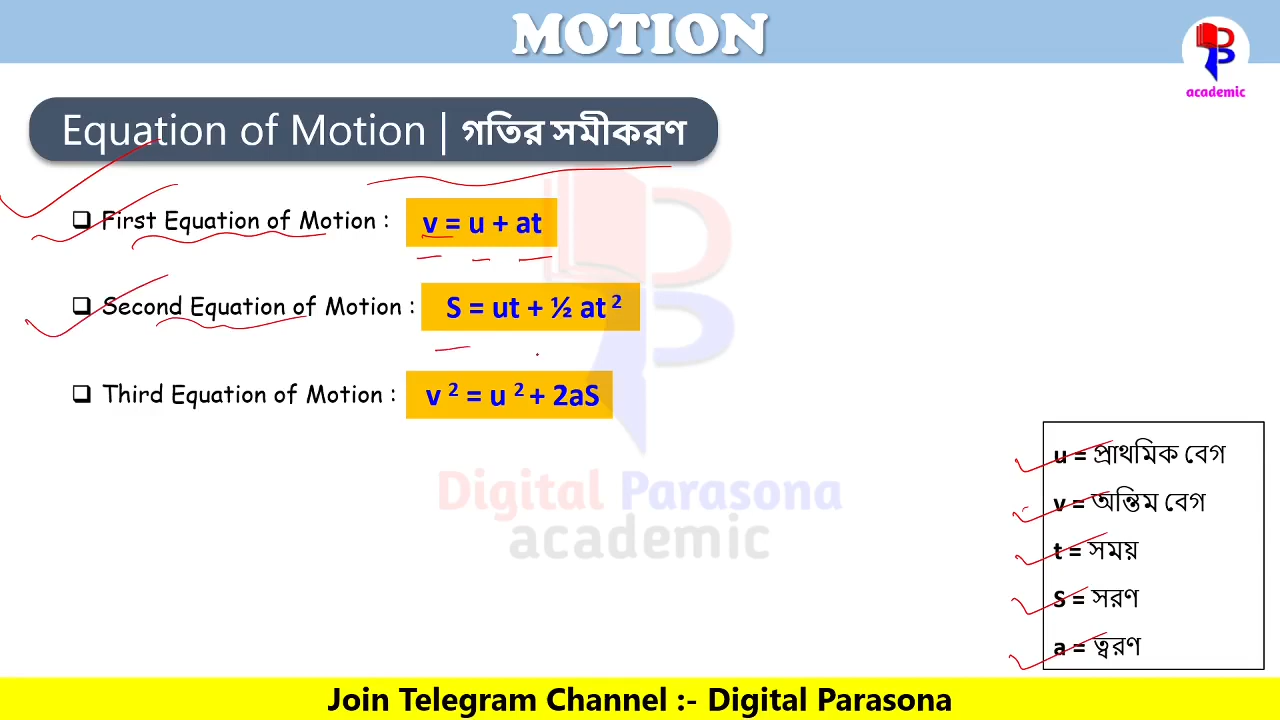 MOTION
academic
Equation of Motion | গতির সমীকরণ
❑ First Equation of Motion : v = u + at
❑ Second Equation of Motion : S = ut + ½ at ²
❑ Third Equation of Motion : v ² = u ² + 2aS
u = প্রাথমিক বেগ
v = অন্তিম বেগ
t = সময়
S = সরণ
a = ত্বরণ
Digital Parasona
academic
Join Telegram Channel :- Digital Parasona